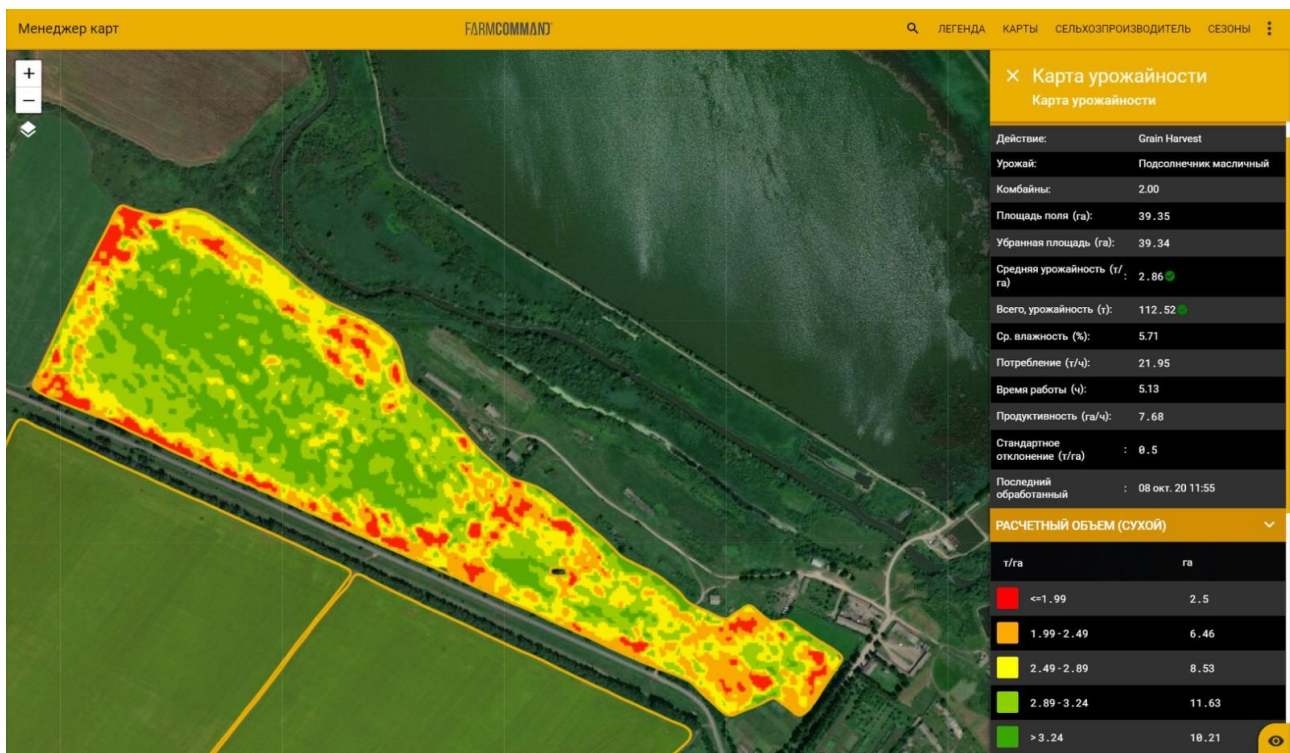 Менеджер карт
FARMCOMMAND
ЛЕГЕНДА КАРТЫ СЕЛЬХОЗПРОИЗВОДИТЕЛЬ СЕЗОНЫ
+
−
× Карта урожайности
Карта урожайности
Действие: Grain Harvest
Урожай: Подсолнечник масличный
Комбайны: 2.00
Площадь поля (га): 39.35
Убранная площадь (га): 39.34
Средняя урожайность (т/
га) : 2.86
Всего, урожайность (т): 112.52
Ср. влажность (%): 5.71
Потребление (т/ч): 21.95
Время работы (ч): 5.13
Продуктивность (га/ч): 7.68
Стандартное
отклонение (т/га) : 0.5
Последний
обработанный : 08 окт. 20 11:55
РАСЧЕТНЫЙ ОБЪЕМ (СУХОЙ)
т/га га
<=1.99 2.5
1.99-2.49 6.46
2.49-2.89 8.53
2.89-3.24 11.63
>3.24 10.21